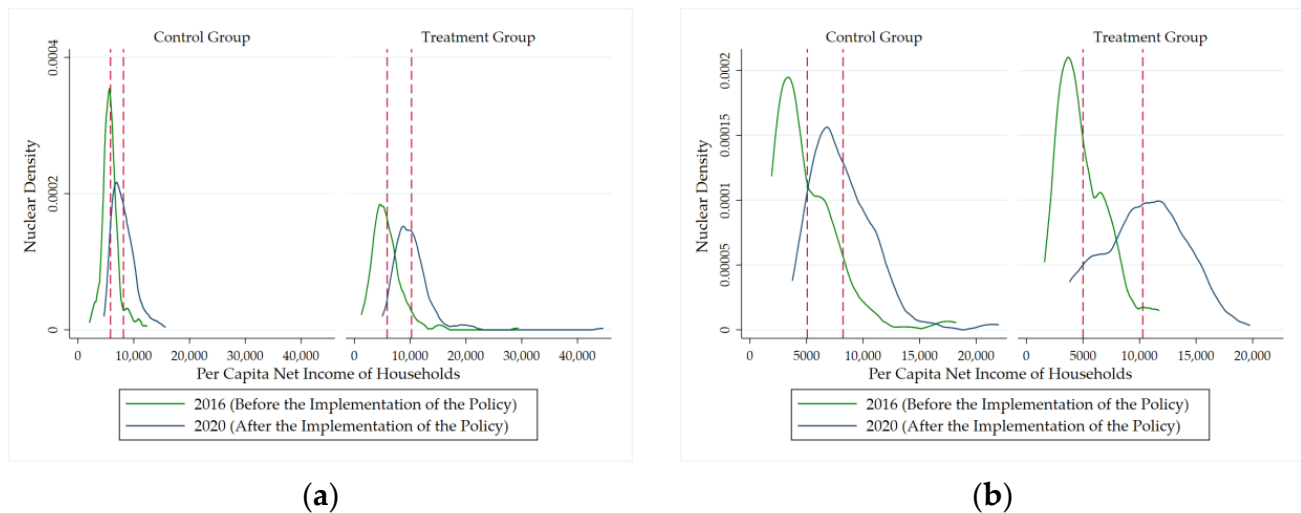 Control Group
Treatment Group
Nuclear Density
0.0004
0.0002
0
0
10,000
20,000
30,000
40,000
0
10,000
20,000
30,000
40,000
Per Capita Net Income of Households
2016 (Before the Implementation of the Policy)
2020 (After the Implementation of the Policy)
(a)
Control Group
Treatment Group
Nuclear Density
0.0002
0.00015
0.0001
0.00005
0
0
5000
10,000
15,000
20,000
0
5000
10,000
15,000
20,000
Per Capita Net Income of Households
2016 (Before the Implementation of the Policy)
2020 (After the Implementation of the Policy)
(b)